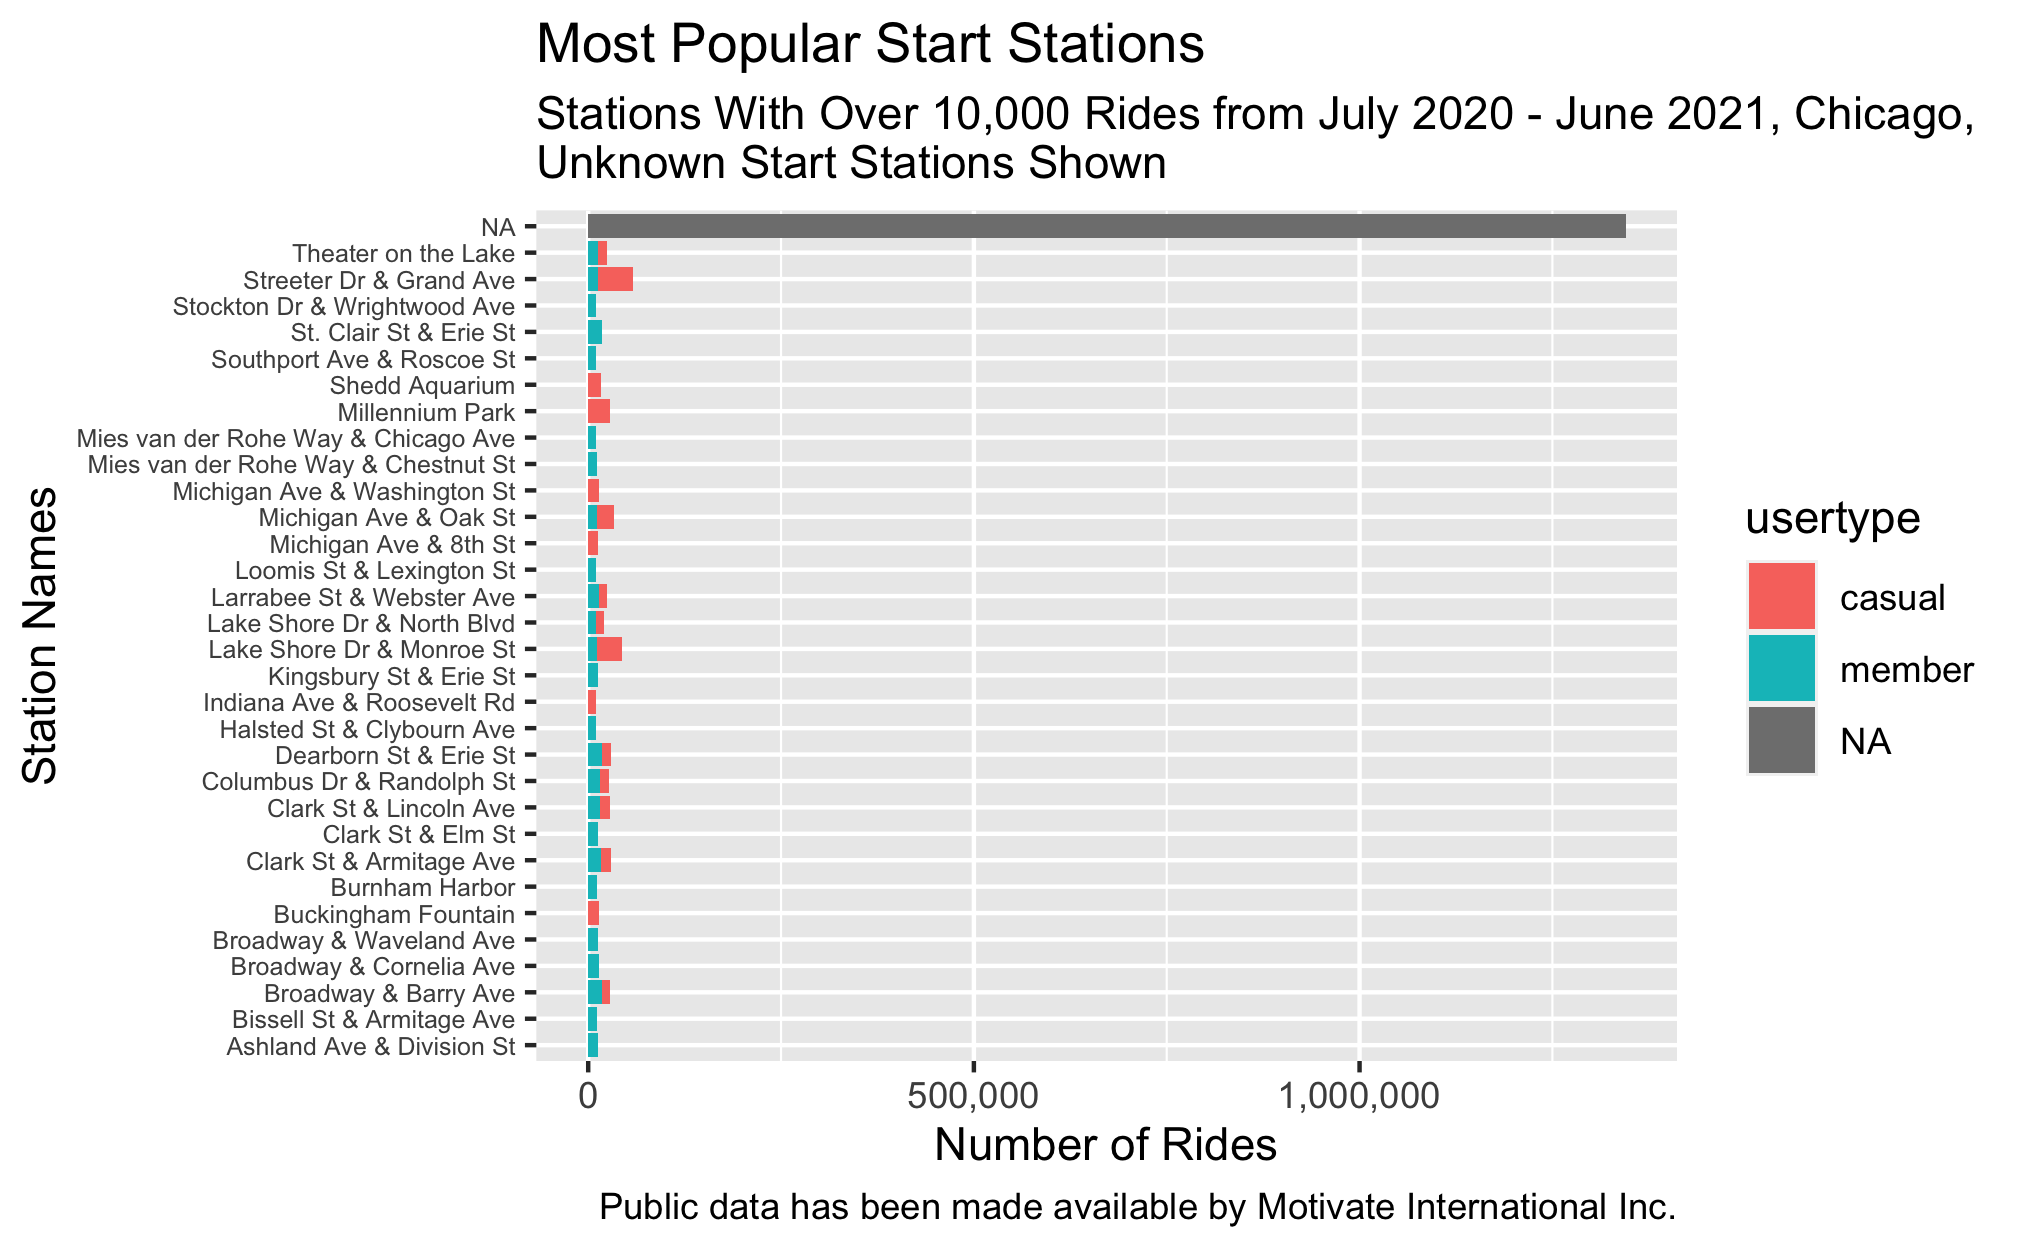 Most Popular Start Stations
Stations With Over 10,000 Rides from July 2020 - June 2021, Chicago,
Unknown Start Stations Shown
Station Names
NA
Theater on the Lake
Streeter Dr & Grand Ave
Stockton Dr & Wrightwood Ave
St. Clair St & Erie St
Southport Ave & Roscoe St
Shedd Aquarium
Millennium Park
Mies van der Rohe Way & Chicago Ave
Mies van der Rohe Way & Chestnut St
Michigan Ave & Washington St
Michigan Ave & Oak St
Michigan Ave & 8th St
Loomis St & Lexington St
Larrabee St & Webster Ave
Lake Shore Dr & North Blvd
Lake Shore Dr & Monroe St
Kingsbury St & Erie St
Indiana Ave & Roosevelt Rd
Halsted St & Clybourn Ave
Dearborn St & Erie St
Columbus Dr & Randolph St
Clark St & Lincoln Ave
Clark St & Elm St
Clark St & Armitage Ave
Burnham Harbor
Buckingham Fountain
Broadway & Waveland Ave
Broadway & Cornelia Ave
Broadway & Barry Ave
Bissell St & Armitage Ave
Ashland Ave & Division St
0 500,000 1,000,000
Number of Rides
usertype
casual
member
NA
Public data has been made available by Motivate International Inc.